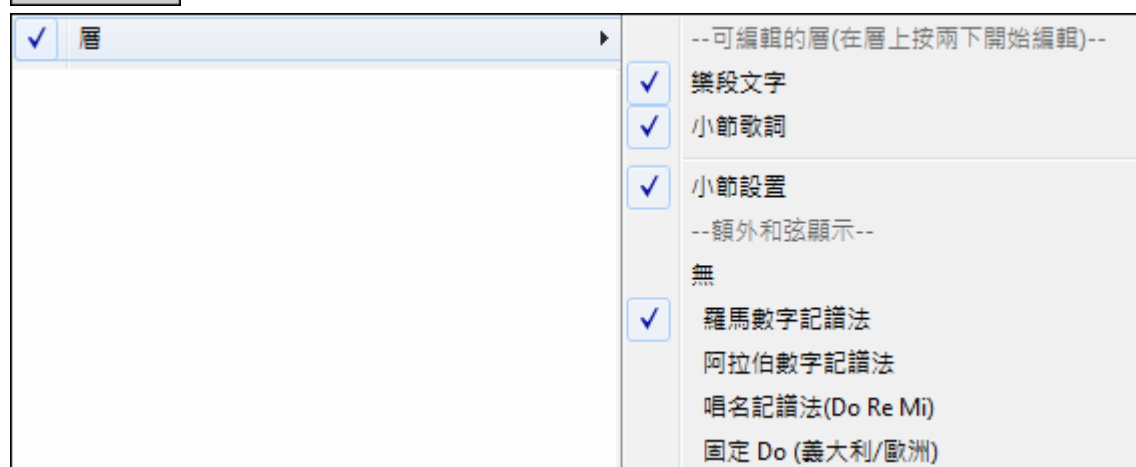 層
--可編輯的層(在層上按兩下開始編輯)--
樂段文字
小節歌詞
小節設置
--額外和弦顯示--
無
羅馬數字記譜法
阿拉伯數字記譜法
唱名記譜法(Do Re Mi)
固定 Do (義大利/歐洲)